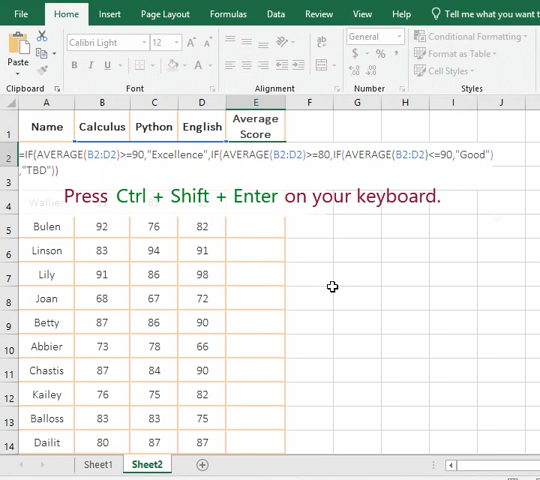 File Home Insert Page Layout Formulas Data Review View Help Tell me what you want to
Calibri Light 12 General Conditional Formatting
Paste Format as Table
B I U A Cell Styles
Clipboard Font Alignment Number Styles
A B C D E F G H I J
1 Name Calculus Python English Average Score
2 =IF(AVERAGE(B2:D2)>=90,"Excellence",IF(AVERAGE(B2:D2)>=80,IF(AVERAGE(B2:D2)<=90,"Good")
3 ,"TBD"))
Press Ctrl + Shift + Enter on your keyboard.
5 Bulen 92 76 82
6 Linson 83 94 91
7 Lily 91 86 98
8 Joan 68 67 72
9 Betty 87 86 90
10 Abbier 73 78 66
11 Chastis 87 84 90
12 Kailey 76 75 82
13 Balloss 83 83 75
14 Dailit 80 87 87
Sheet1 Sheet2